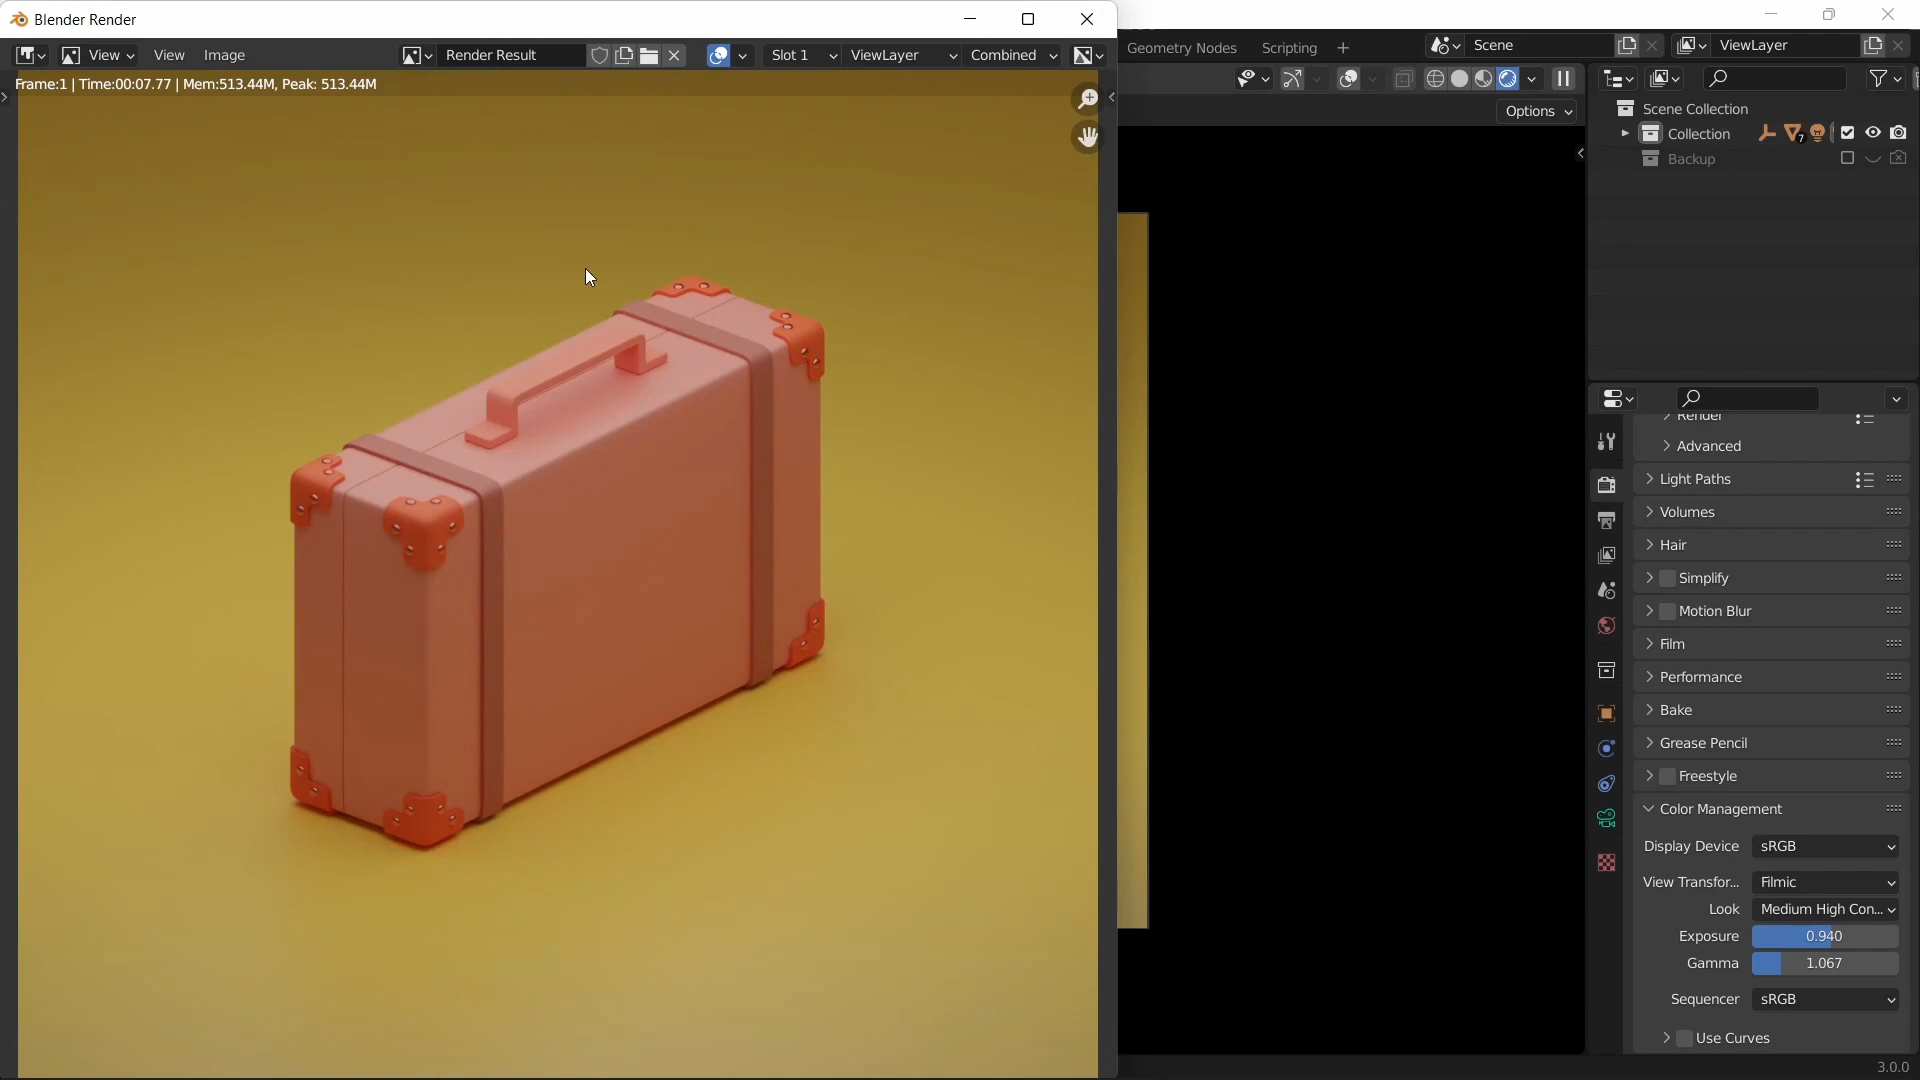 Blender Render
View View Image Render Result Slot 1 ViewLayer Combined
Frame:1 | Time:00:07.77 | Mem:513.44M, Peak: 513.44M
Geometry Nodes Scripting + Scene ViewLayer
Options
Scene Collection
Collection 7
Backup
Render
Advanced
Light Paths
Volumes
Hair
Simplify
Motion Blur
Film
Performance
Bake
Grease Pencil
Freestyle
Color Management
Display Device sRGB
View Transfor... Filmic
Look Medium High Con...
Exposure 0.940
Gamma 1.067
Sequencer sRGB
Use Curves
3.0.0